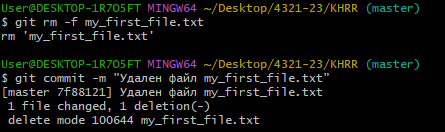 User@DESKTOP-1R7O5FT MINGW64 ~/Desktop/4321-23/KHRR (master)
$ git rm -f my_first_file.txt
rm 'my_first_file.txt'
User@DESKTOP-1R7O5FT MINGW64 ~/Desktop/4321-23/KHRR (master)
$ git commit -m "Удален файл my_first_file.txt"
[master 7f88121] Удален файл my_first_file.txt
1 file changed, 1 deletion(-)
delete mode 100644 my_first_file.txt